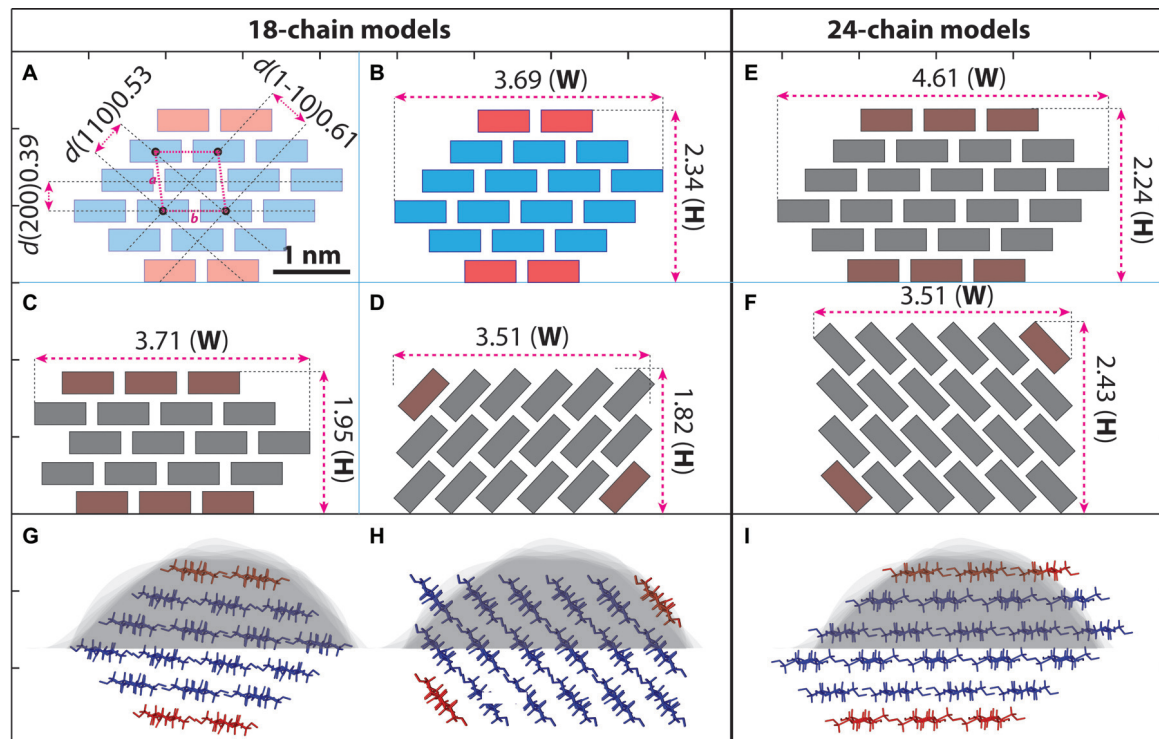 18-chain models
24-chain models
A
d(110)0.53
d(1-10)0.61
d(200)0.39
a
b
1 nm
B
3.69 (W)
2.34 (H)
E
4.61 (W)
2.24 (H)
C
3.71 (W)
1.95 (H)
D
3.51 (W)
1.82 (H)
F
3.51 (W)
2.43 (H)
G
H
I